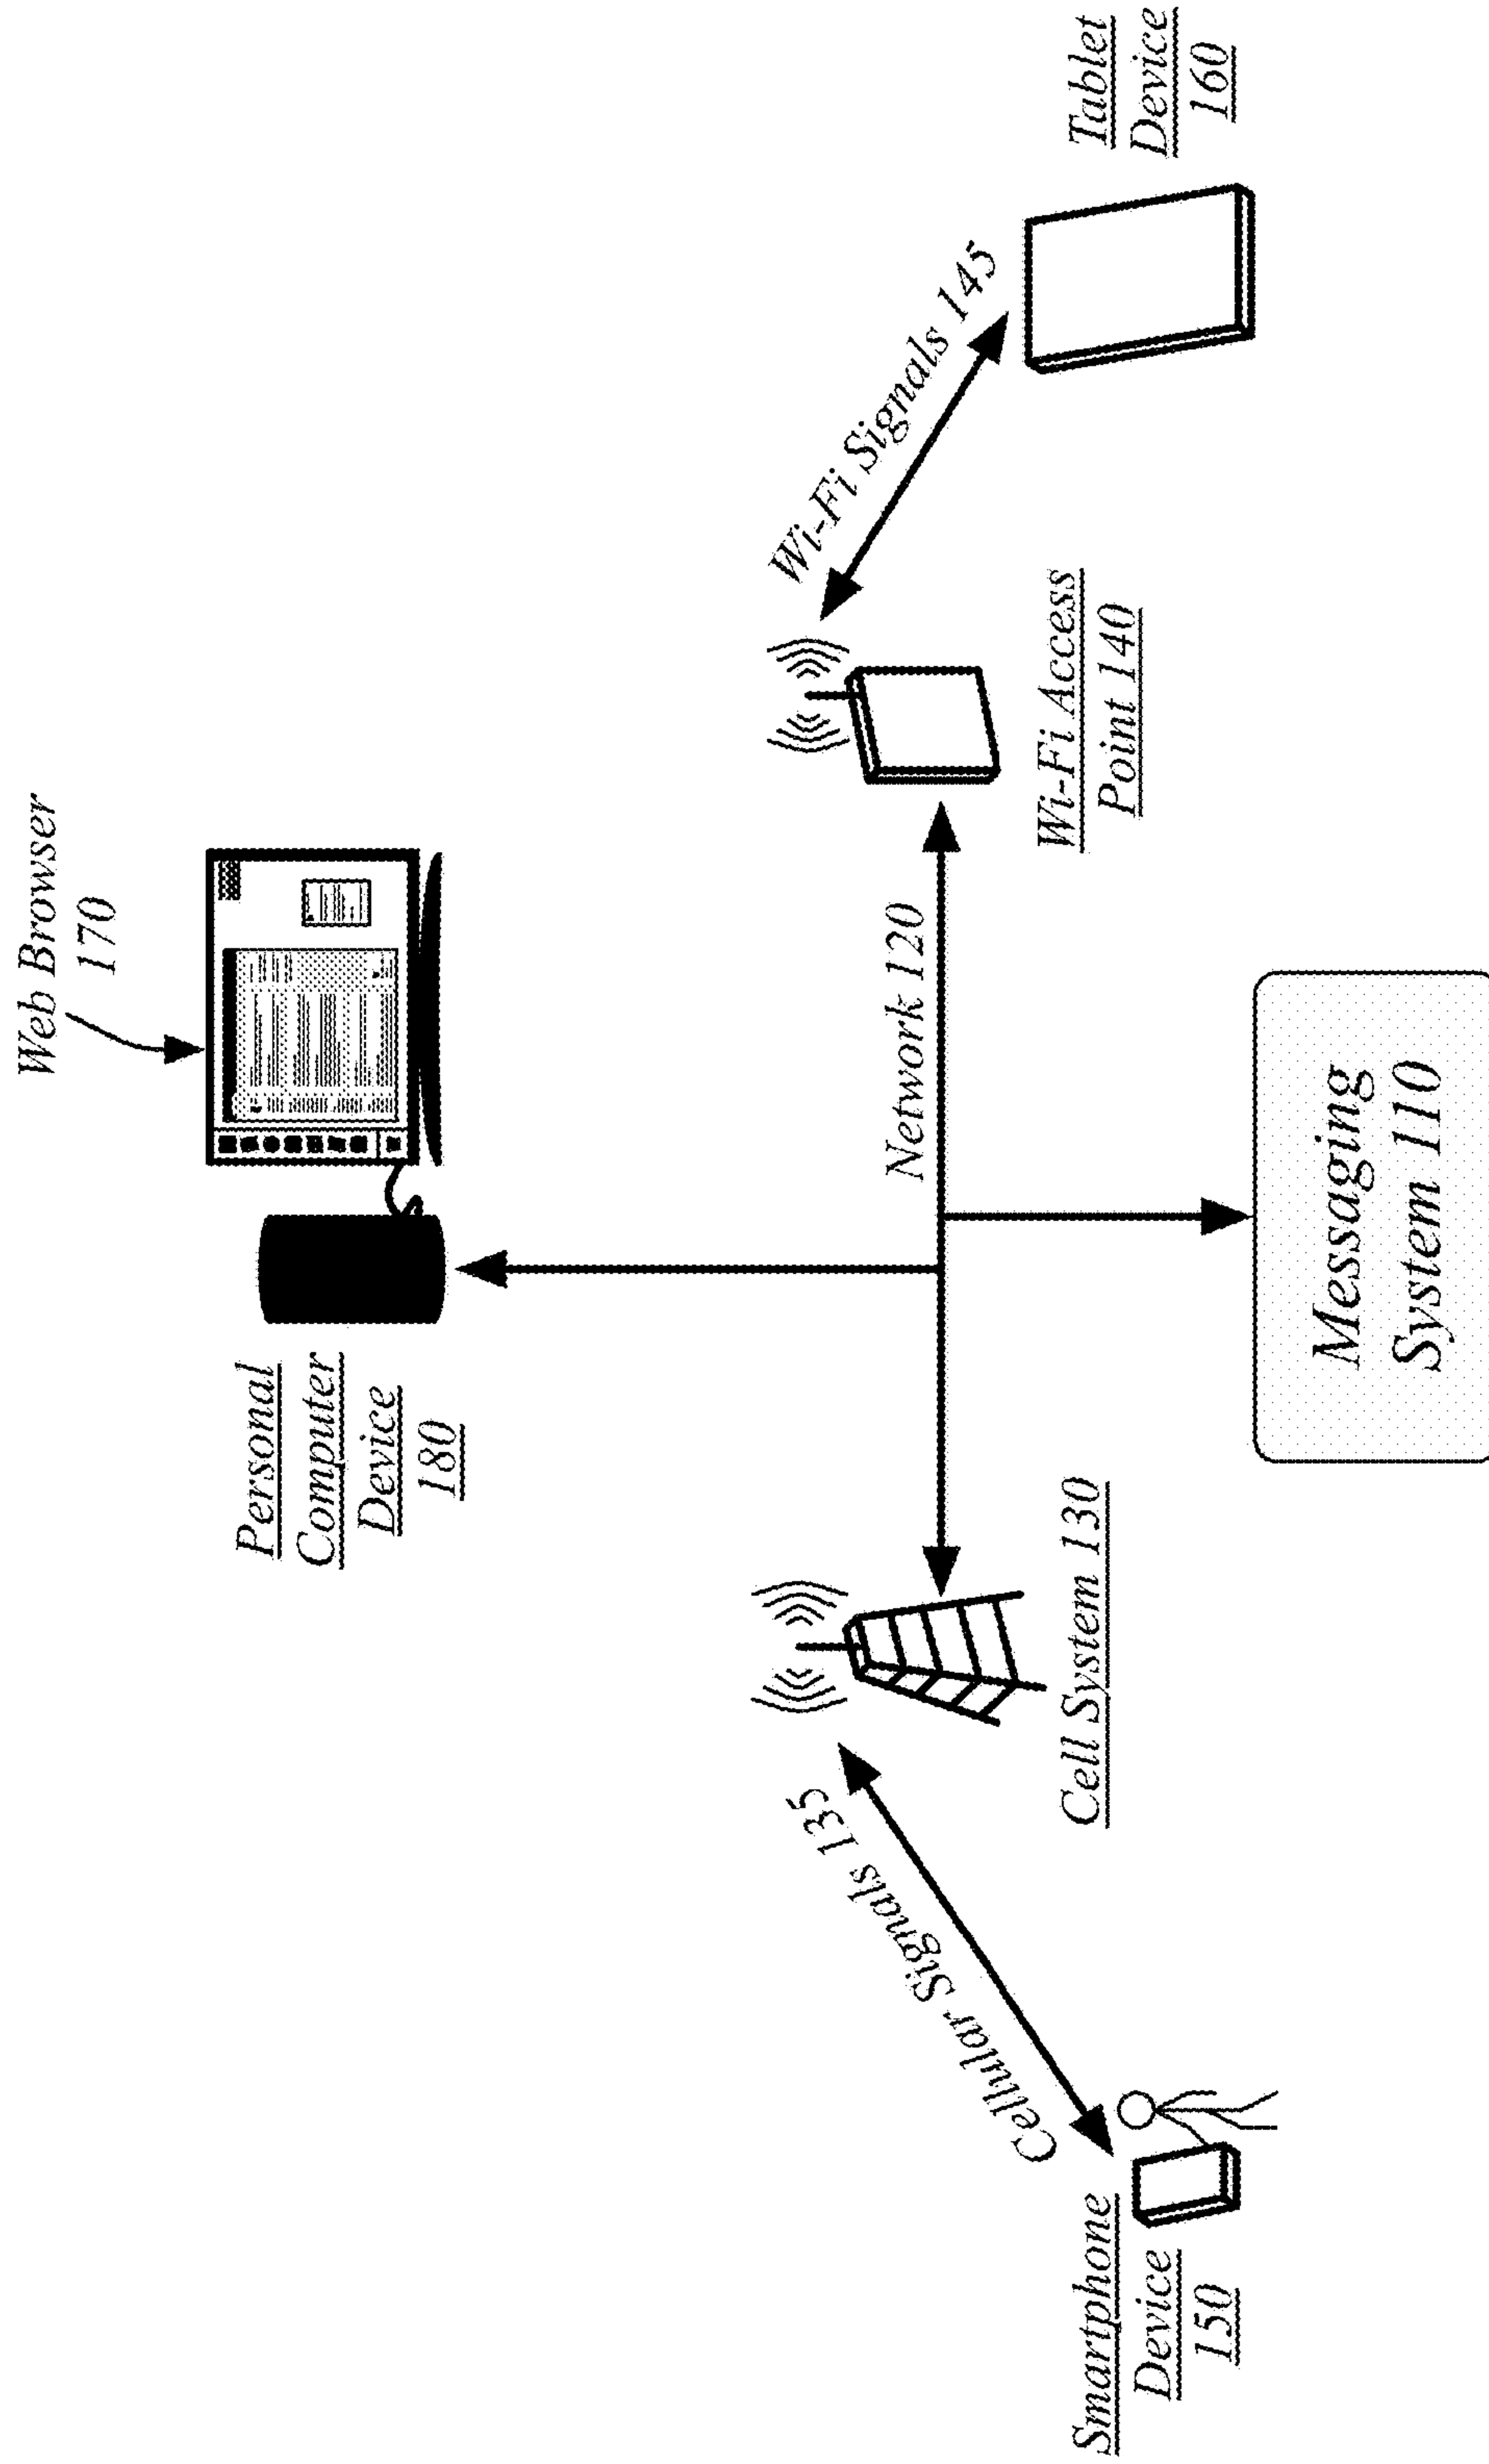 Web Browser
170
Personal
Computer
Device
180
Network 120
Wi-Fi Signals 145
Cellular Signals 135
Wi-Fi Access
Point 140
Cell System 130
Tablet
Device
160
Smartphone
Device
150
Messaging
System 110